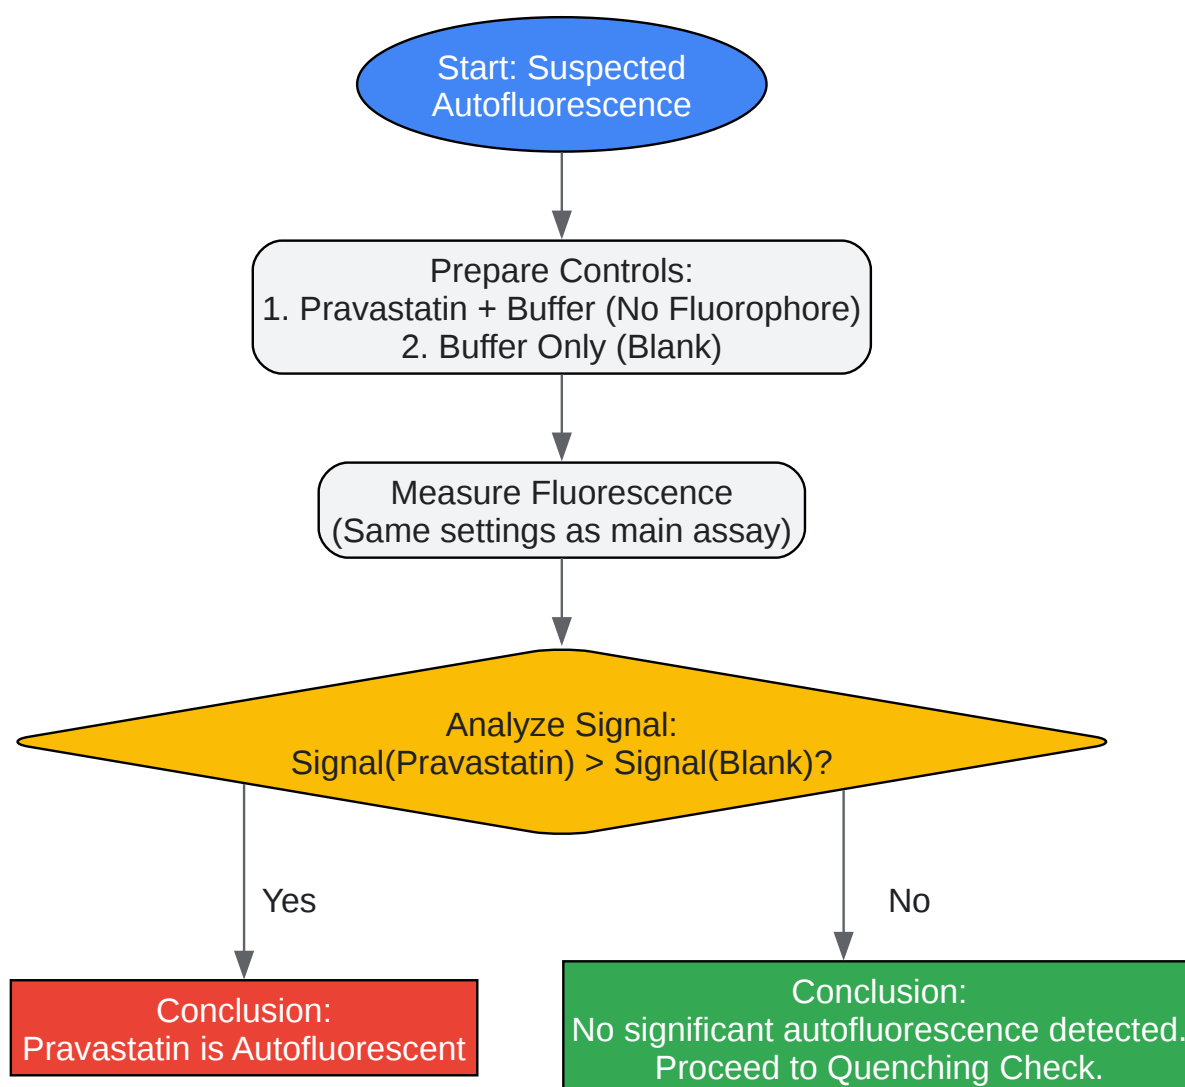 Start: Suspected
Autofluorescence
Prepare Controls:
1. Pravastatin + Buffer (No Fluorophore)
2. Buffer Only (Blank)
Measure Fluorescence
(Same settings as main assay)
Analyze Signal:
Signal(Pravastatin) > Signal(Blank)?
Yes
No
Conclusion:
Pravastatin is Autofluorescent
Conclusion:
No significant autofluorescence detected.
Proceed to Quenching Check.